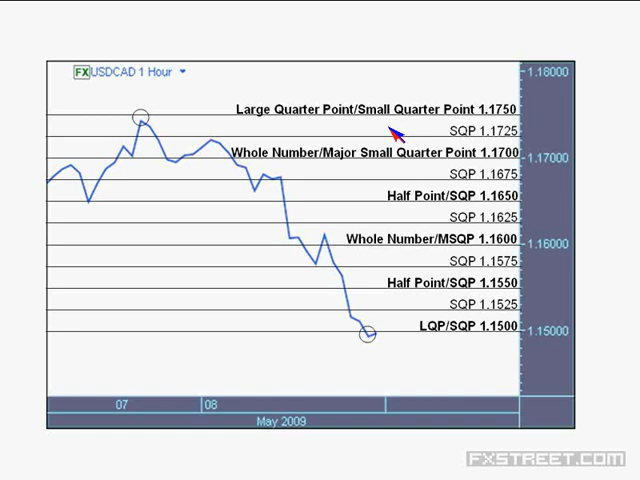 FX USDCAD 1 Hour
1.18000
Large Quarter Point/Small Quarter Point 1.1750
SQP 1.1725
Whole Number/Major Small Quarter Point 1.1700
1.17000
SQP 1.1675
Half Point/SQP 1.1650
SQP 1.1625
Whole Number/MSQP 1.1600
1.16000
SQP 1.1575
Half Point/SQP 1.1550
SQP 1.1525
LQP/SQP 1.1500
1.15000
07 08
May 2009
FXSTREET.COM